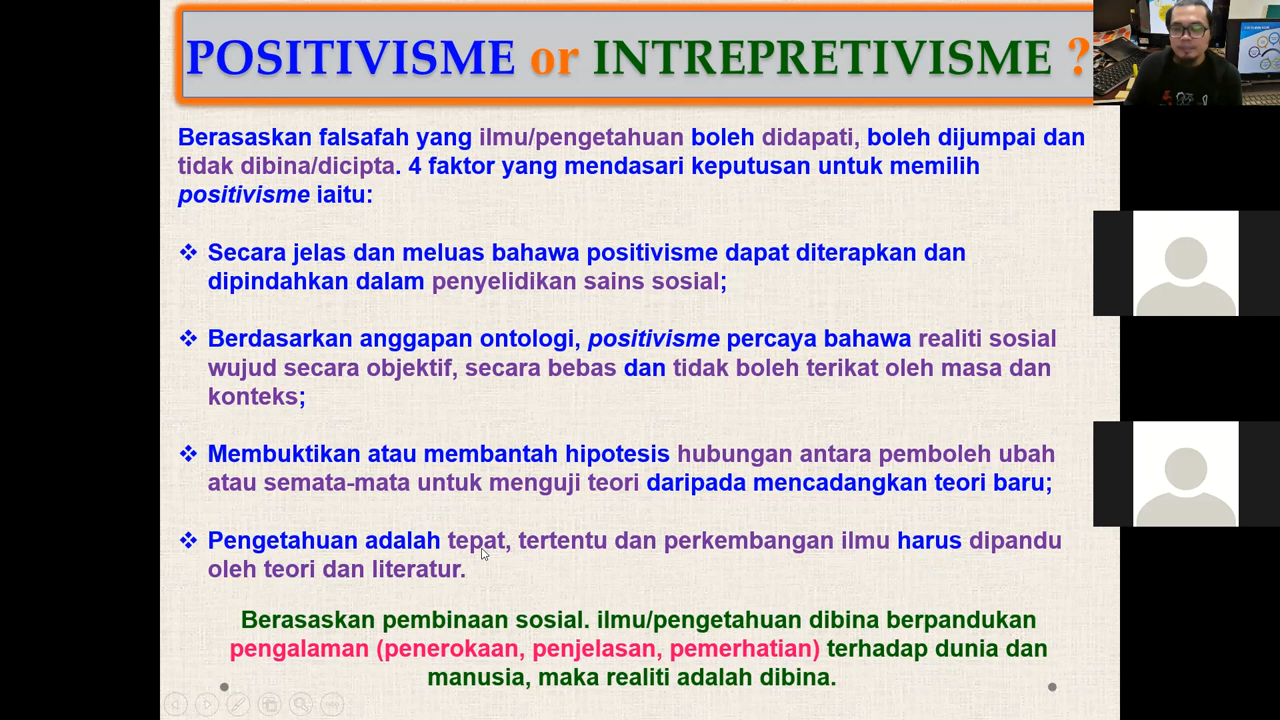 POSITIVISME or INTREPRETIVISME ?
Berasaskan falsafah yang ilmu/pengetahuan boleh didapati, boleh dijumpai dan
tidak dibina/dicipta. 4 faktor yang mendasari keputusan untuk memilih
positivisme iaitu:
❖ Secara jelas dan meluas bahawa positivisme dapat diterapkan dan
dipindahkan dalam penyelidikan sains sosial;
❖ Berdasarkan anggapan ontologi, positivisme percaya bahawa realiti sosial
wujud secara objektif, secara bebas dan tidak boleh terikat oleh masa dan
konteks;
❖ Membuktikan atau membantah hipotesis hubungan antara pemboleh ubah
atau semata-mata untuk menguji teori daripada mencadangkan teori baru;
❖ Pengetahuan adalah tepat, tertentu dan perkembangan ilmu harus dipandu
oleh teori dan literatur.
Berasaskan pembinaan sosial. ilmu/pengetahuan dibina berpandukan
pengalaman (penerokaan, penjelasan, pemerhatian) terhadap dunia dan
manusia, maka realiti adalah dibina.